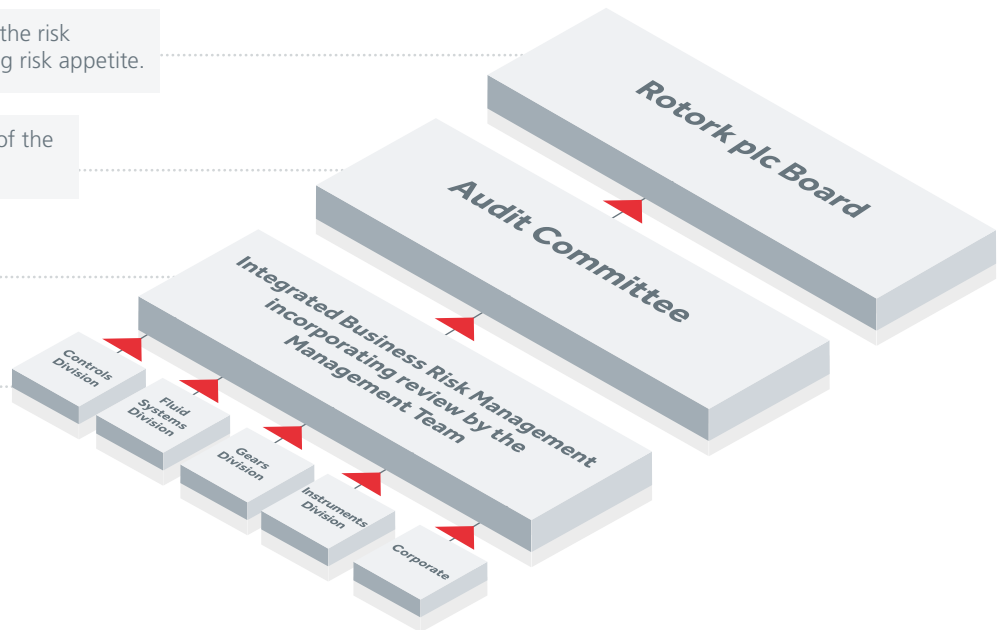 the risk
g risk appetite.
of the
Rotork plc Board
Audit Committee
Integrated Business Risk Management
incorporating review by the
Management Team
Controls
Division
Fluid
Systems
Division
Gears
Division
Instruments
Division
Corporate